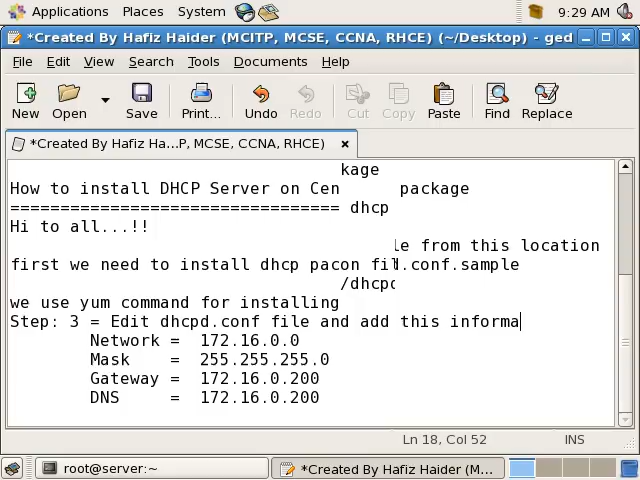 Applications Places System 9:29 AM
*Created By Hafiz Haider (MCITP, MCSE, CCNA, RHCE) (~/Desktop) - ged
File Edit View Search Tools Documents Help
New Open Save Print... Undo Redo Cut Copy Paste Find Replace
*Created By Hafiz Ha...P, MCSE, CCNA, RHCE)
kage
How to install DHCP Server on Cen package
================================= dhcp
Hi to all...!!
le from this location
first we need to install dhcp pacon fil.conf.sample
/dhcpc
we use yum command for installing
Step: 3 = Edit dhcpd.conf file and add this informa
Network = 172.16.0.0
Mask = 255.255.255.0
Gateway = 172.16.0.200
DNS = 172.16.0.200
Ln 18, Col 52 INS
root@server:~ *Created By Hafiz Haider (M...